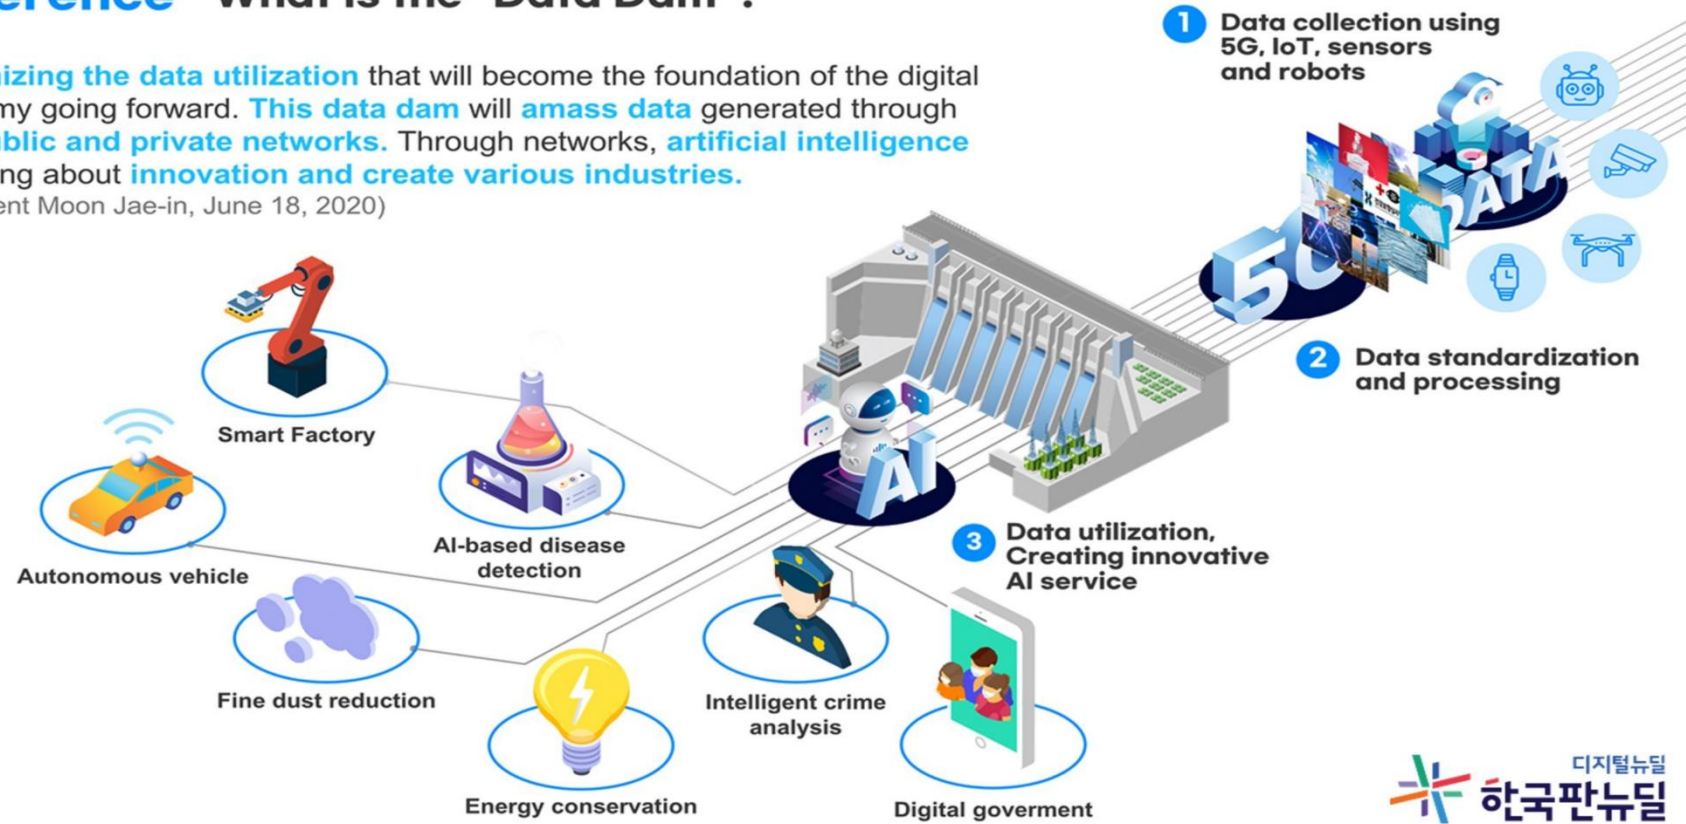 What is the "Data Dam"?
izing the data utilization that will become the foundation of the digital
my going forward. This data dam will amass data generated through
blic and private networks. Through networks, artificial intelligence
ng about innovation and create various industries.
ent Moon Jae-in, June 18, 2020)
1 Data collection using
5G, IoT, sensors
and robots
DATA
5G
2 Data standardization
and processing
AI
3 Data utilization,
Creating innovative
AI service
Smart Factory
Autonomous vehicle
AI-based disease
detection
Fine dust reduction
Energy conservation
Intelligent crime
analysis
Digital goverment
디지털뉴딜
한국판뉴딜